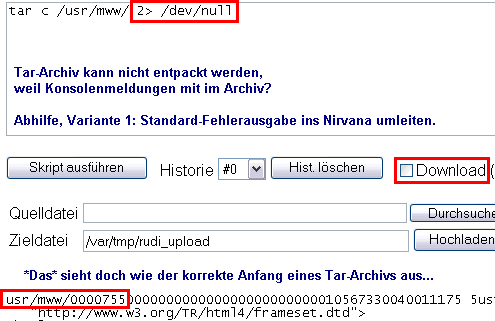 tar c /usr/mww/ 2> /dev/null
Tar-Archiv kann nicht entpackt werden,
weil Konsolenmeldungen mit im Archiv?
Abhilfe, Variante 1: Standard-Fehlerausgabe ins Nirvana umleiten.
Skript ausführen Historie #0 Hist. löschen Download (
Quelldatei Durchsuche
Zieldatei /var/tmp/rudi_upload Hochladen
*Das* sieht doch wie der korrekte Anfang eines Tar-Archivs aus...
usr/mww/0000755000000000000000000000000010567330040011175 5ust
"http://www.w3.org/TR/html4/frameset.dtd">